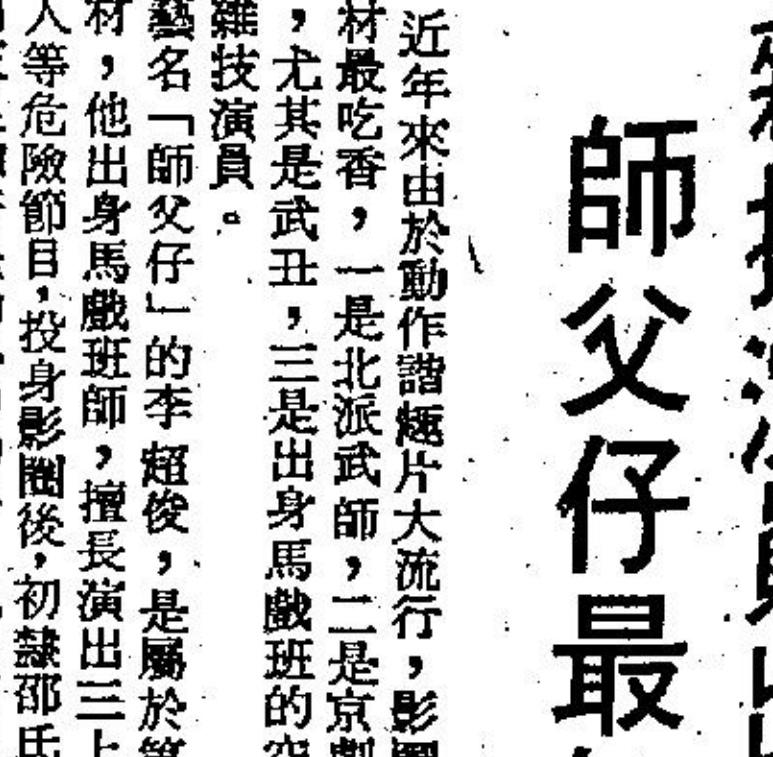 師父仔最
近年來由於動作諧趣片大流行，影圈
材最吃香，一是北派武師，二是京劇
，尤其是武丑，三是出身馬戲班的空
雜技演員。
藝名「師父仔」的李超俊，是屬於第
材，他出身馬戲班師，擅長演出三上
人等危險節目，投身影圈後，初隸邵氏